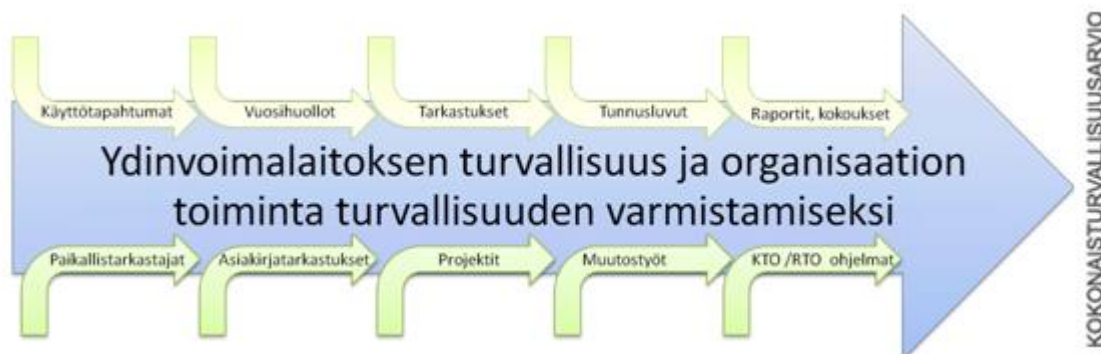 Käyttötapahtumat
Vuosihuollot
Tarkastukset
Tunnusluvut
Raportit, kokoukset
Ydinvoimalaitoksen turvallisuus ja organisaation
toiminta turvallisuuden varmistamiseksi
Paikallistarkastajat
Asiakirjatarkastukset
Projektit
Muutostyöt
KTO /RTO ohjelmat
KOKONAISTURVALLISUUSARVIO